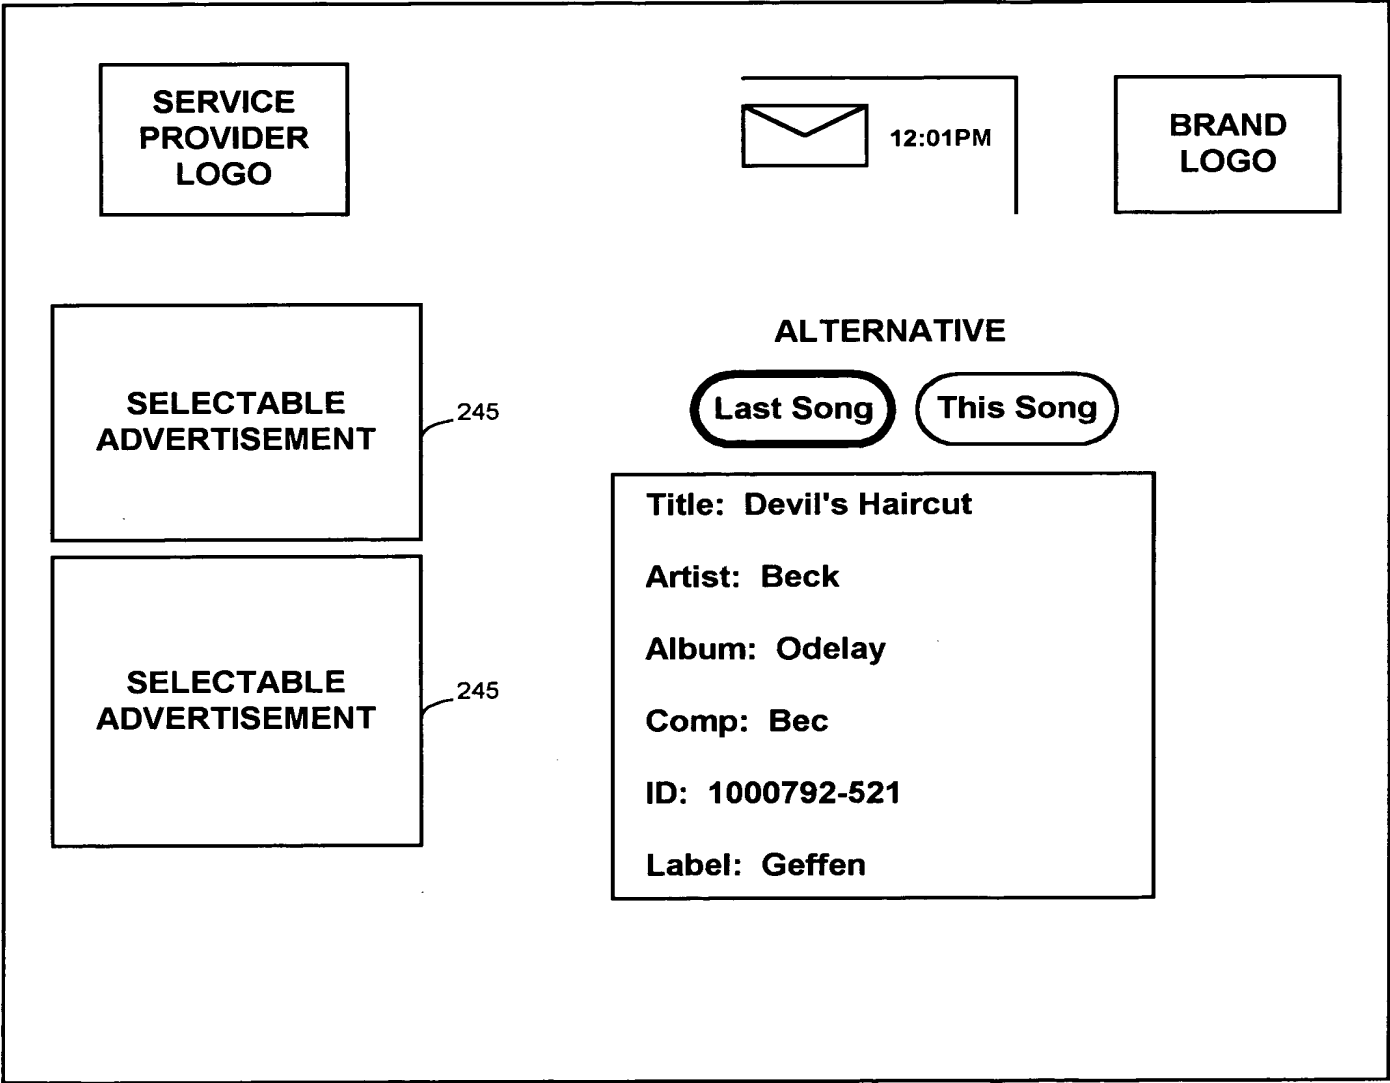 SERVICE
PROVIDER
LOGO
12:01PM
BRAND
LOGO
SELECTABLE
ADVERTISEMENT
245
SELECTABLE
ADVERTISEMENT
245
ALTERNATIVE
Last Song
This Song
Title: Devil's Haircut
Artist: Beck
Album: Odelay
Comp: Bec
ID: 1000792-521
Label: Geffen